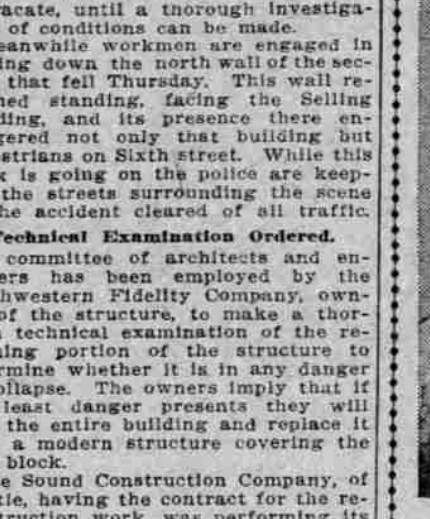 acate, until a thorough investiga-
of conditions can be made.
eanwhile workmen are engaged in
ing down the north wall of the sec-
that fell Thursday. This wall re-
ned standing, facing the Selling
ding, and its presence there en-
gered not only that building but
strians on Sixth street. While this
k is going on the police are keep-
the streets surrounding the scene
he accident cleared of all traffic.
Technical Examination Ordered.
committee of architects and en-
ers has been employed by the
hwestern Fidelity Company, own-
of the structure, to make a thor-
technical examination of the re-
ning portion of the structure to
ermine whether it is in any danger
ollapse. The owners imply that if
least danger presents they will
the entire building and replace it
a modern structure covering the
block.
e Sound Construction Company, of
tle, having the contract for the re-
truction work, was performing its